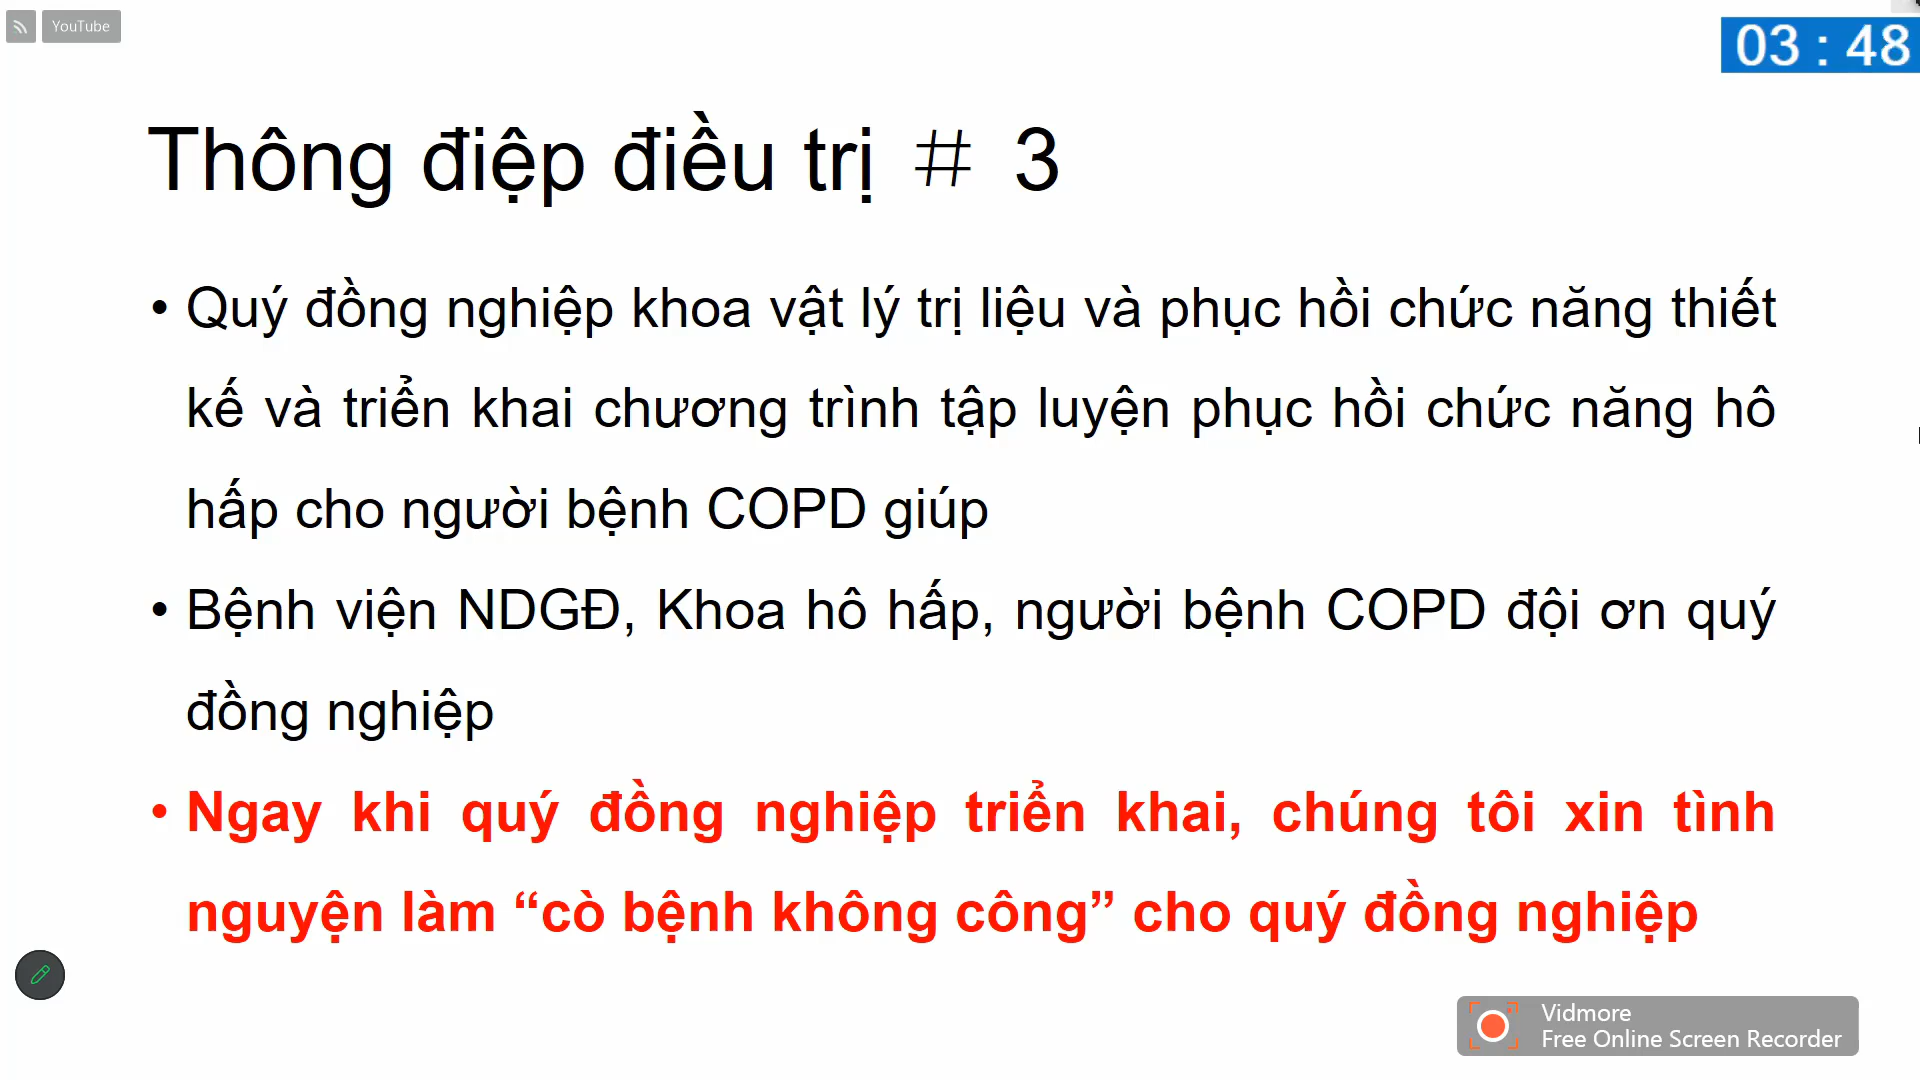 YouTube
03 : 48
Thông điệp điều trị # 3
• Quý đồng nghiệp khoa vật lý trị liệu và phục hồi chức năng thiết
kế và triển khai chương trình tập luyện phục hồi chức năng hô
hấp cho người bệnh COPD giúp
• Bệnh viện NDGĐ, Khoa hô hấp, người bệnh COPD đội ơn quý
đồng nghiệp
• Ngay khi quý đồng nghiệp triển khai, chúng tôi xin tình
nguyện làm “cò bệnh không công” cho quý đồng nghiệp
Vidmore
Free Online Screen Recorder